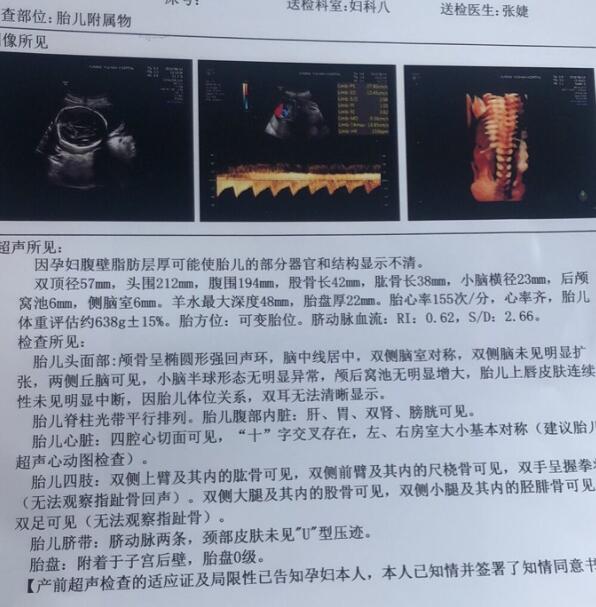 送检科室:妇科八 送检医生:张婕
查部位:胎儿附属物
像所见
超声所见:
因孕妇腹壁脂肪层厚可能使胎儿的部分器官和结构显示不清。
双顶径57mm，头围212mm，腹围194mm，股骨长42mm，肱骨长38mm，小脑横径23mm，后颅
窝池6mm，侧脑室6mm。羊水最大深度48mm，胎盘厚22mm。胎心率155次/分，心率齐，胎儿
体重评估约638g±15%。胎方位：可变胎位。脐动脉血流：RI：0.62，S/D：2.66。
检查所见:
胎儿头面部:颅骨呈椭圆形强回声环，脑中线居中，双侧脑室对称，双侧脑未见明显扩
张，两侧丘脑可见，小脑半球形态无明显异常，颅后窝池无明显增大，胎儿上唇皮肤连续
性未见明显中断，因胎儿体位关系，双耳无法清晰显示。
胎儿脊柱光带平行排列。胎儿腹部内脏：肝、胃、双肾、膀胱可见。
胎儿心脏：四腔心切面可见，“十”字交叉存在，左、右房室大小基本对称（建议胎儿
超声心动图检查）。
胎儿四肢：双侧上臂及其内的肱骨可见，双侧前臂及其内的尺桡骨可见，双手呈握拳
（无法观察指趾骨回声）。双侧大腿及其内的股骨可见，双侧小腿及其内的胫腓骨可见
双足可见（无法观察指趾骨）。
胎儿脐带：脐动脉两条，颈部皮肤未见"U"型压迹。
胎盘：附着于子宫后壁，胎盘0级。
【产前超声检查的适应证及局限性已告知孕妇本人，本人已知情并签署了知情同意书